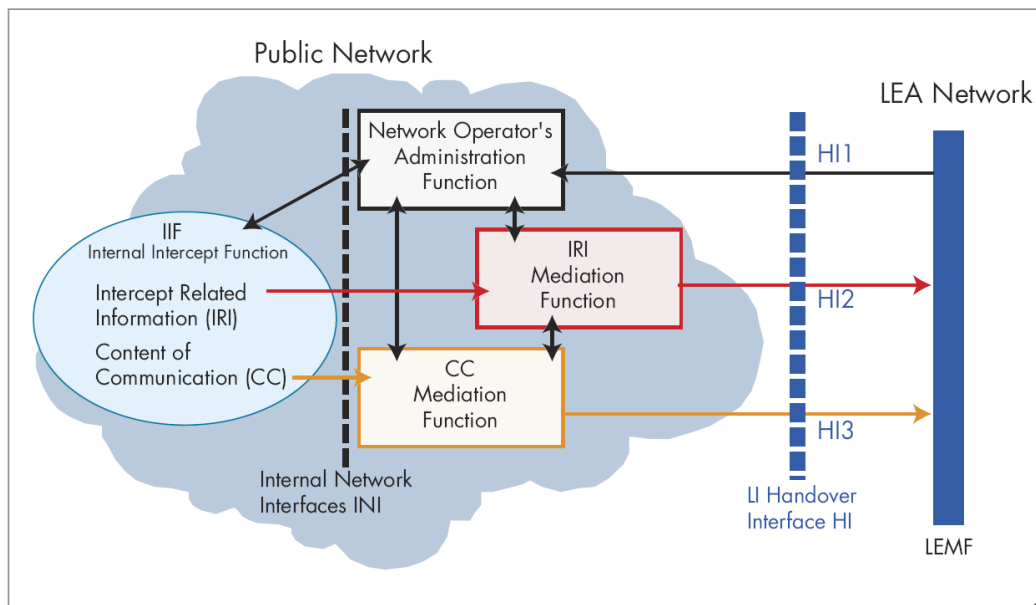 Public Network
LEA Network
Network Operator's
Administration
Function
HI1
IIF
Internal Intercept Function
IRI
Mediation
Function
Intercept Related
Information (IRI)
HI2
Content of
Communication (CC)
CC
Mediation
Function
HI3
Internal Network
Interfaces INI
LI Handover
Interface HI
LEMF